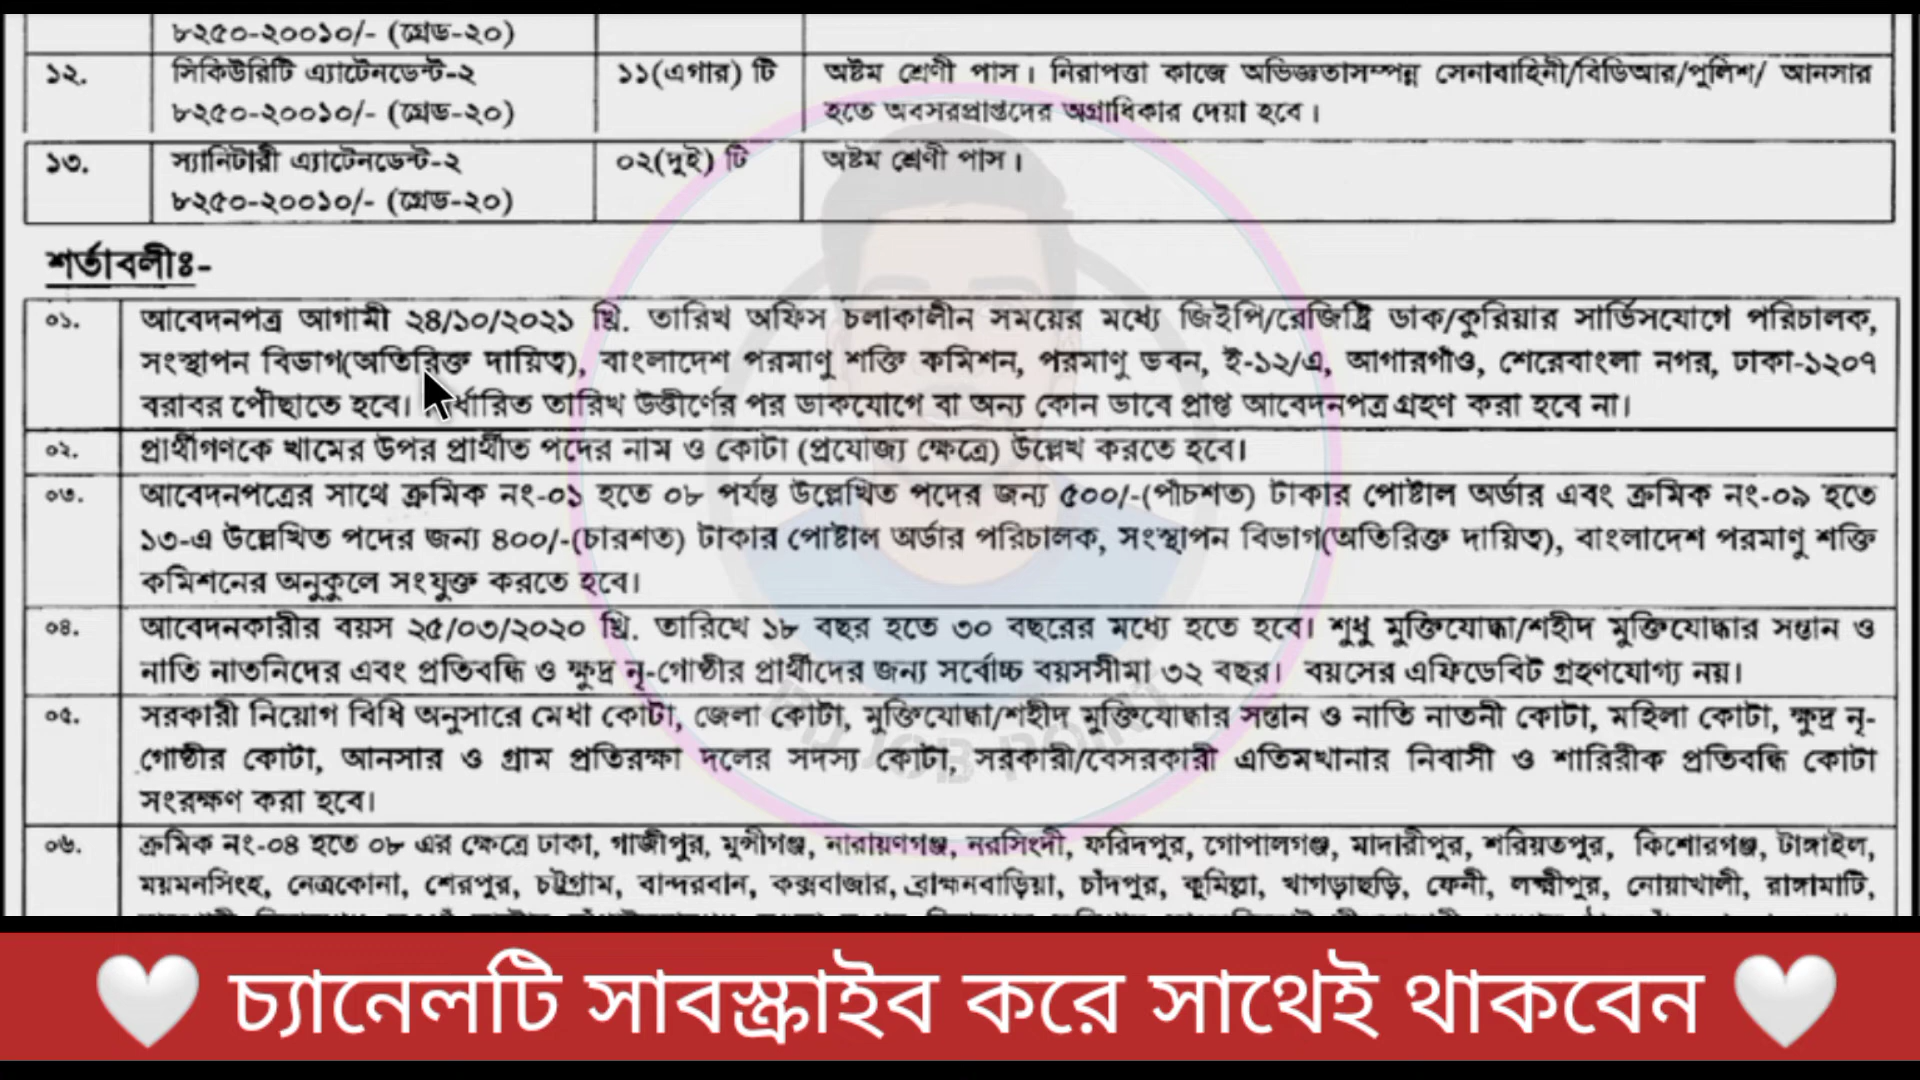 ৮২৫০-২০০১০/- (গ্রেড-২০)
১২. সিকিউরিটি এ্যাটেনডেন্ট-২ ১১(এগার) টি অষ্টম শ্রেণী পাস। নিরাপত্তা কাজে অভিজ্ঞতাসম্পন্ন সেনাবাহিনী/বিডিআর/পুলিশ/ আনসার
৮২৫০-২০০১০/- (গ্রেড-২০) হতে অবসরপ্রাপ্তদের অগ্রাধিকার দেয়া হবে।
১৩. স্যানিটারী এ্যাটেনডেন্ট-২ ০২(দুই) টি অষ্টম শ্রেণী পাস।
৮২৫০-২০০১০/- (গ্রেড-২০)
শর্তাবলীঃ-
০১. আবেদনপত্র আগামী ২৪/১০/২০২১ খ্রি. তারিখ অফিস চলাকালীন সময়ের মধ্যে জিইপি/রেজিষ্ট্রি ডাক/কুরিয়ার সার্ভিসযোগে পরিচালক,
সংস্থাপন বিভাগ(অতিরিক্ত দায়িত্ব), বাংলাদেশ পরমাণু শক্তি কমিশন, পরমাণু ভবন, ই-১২/এ, আগারগাঁও, শেরেবাংলা নগর, ঢাকা-১২০৭
বরাবর পৌঁছাতে হবে। র্ধারিত তারিখ উত্তীর্ণের পর ডাকযোগে বা অন্য কোন ভাবে প্রাপ্ত আবেদনপত্র গ্রহণ করা হবে না।
০২. প্রার্থীগণকে খামের উপর প্রার্থীত পদের নাম ও কোটা (প্রযোজ্য ক্ষেত্রে) উল্লেখ করতে হবে।
০৩. আবেদনপত্রের সাথে ক্রমিক নং-০১ হতে ০৮ পর্যন্ত উল্লেখিত পদের জন্য ৫০০/-(পাঁচশত) টাকার পোষ্টাল অর্ডার এবং ক্রমিক নং-০৯ হতে
১৩-এ উল্লেখিত পদের জন্য ৪০০/-(চারশত) টাকার পোষ্টাল অর্ডার পরিচালক, সংস্থাপন বিভাগ(অতিরিক্ত দায়িত্ব), বাংলাদেশ পরমাণু শক্তি
কমিশনের অনুকুলে সংযুক্ত করতে হবে।
০৪. আবেদনকারীর বয়স ২৫/০৩/২০২০ খ্রি. তারিখে ১৮ বছর হতে ৩০ বছরের মধ্যে হতে হবে। শুধু মুক্তিযোদ্ধা/শহীদ মুক্তিযোদ্ধার সন্তান ও
নাতি নাতনিদের এবং প্রতিবন্ধি ও ক্ষুদ্র নৃ-গোষ্ঠীর প্রার্থীদের জন্য সর্বোচ্চ বয়সসীমা ৩২ বছর। বয়সের এফিডেবিট গ্রহণযোগ্য নয়।
০৫. সরকারী নিয়োগ বিধি অনুসারে মেধা কোটা, জেলা কোটা, মুক্তিযোদ্ধা/শহীদ মুক্তিযোদ্ধার সন্তান ও নাতি নাতনী কোটা, মহিলা কোটা, ক্ষুদ্র নৃ-
গোষ্ঠীর কোটা, আনসার ও গ্রাম প্রতিরক্ষা দলের সদস্য কোটা, সরকারী/বেসরকারী এতিমখানার নিবাসী ও শারিরীক প্রতিবন্ধি কোটা
সংরক্ষণ করা হবে।
০৬. ক্রমিক নং-০৪ হতে ০৮ এর ক্ষেত্রে ঢাকা, গাজীপুর, মুন্সীগঞ্জ, নারায়ণগঞ্জ, নরসিংদী, ফরিদপুর, গোপালগঞ্জ, মাদারীপুর, শরিয়তপুর, কিশোরগঞ্জ, টাঙ্গাইল,
ময়মনসিংহ, নেত্রকোনা, শেরপুর, চট্টগ্রাম, বান্দরবান, কক্সবাজার, ব্রাহ্মনবাড়িয়া, চাঁদপুর, কুমিল্লা, খাগড়াছড়ি, ফেনী, লক্ষ্মীপুর, নোয়াখালী, রাঙ্গামাটি,
BD JOB POINT
চ্যানেলটি সাবস্ক্রাইব করে সাথেই থাকবেন